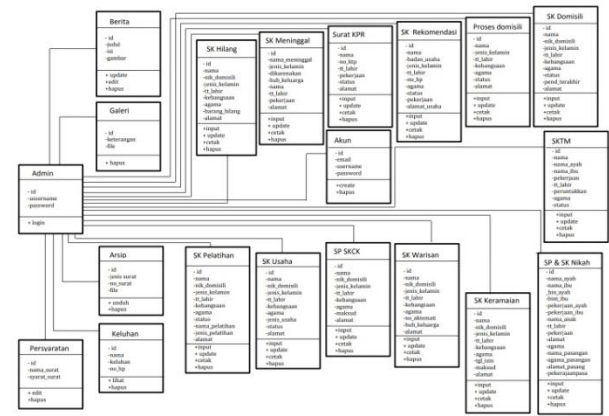 Berita
- id
- judul
- isi
- gambar
+ update
+edit
+hapus
Galeri
- id
-keterangan
-file
+ hapus
Admin
- id
-username
-password
+ login
SK Hilang
-id
-nama
-nik_domisili
-jenis_kelamin
-tt_lahir
-kebangsaan
-agama
-barang_hilang
-alamat
+input
+ update
+cetak
+hapus
SK Meninggal
-id
-nama_meninggal
-jenis_kelamin
-dikarenakan
-hub_keluarga
-nama
-tt_lahir
-pekerjaan
-alamat
+input
+ update
+cetak
+hapus
Surat KPR
-id
-nama
-no_ktp
-tt_lahir
-pekerjaan
-status
-alamat
+input
+ update
+cetak
+hapus
SK Rekomendasi
-id
-nama
-badan_usaha
-jenis_kelamin
-tt_lahir
-no_hp
-agama
-status
-pekerjaan
-alamat_usaha
+input
+ update
+cetak
+hapus
Proses domisili
-id
-nama
-jenis_kelamin
-tt_lahir
-kebangsaan
-agama
-status
-alamat
+input
+ update
+cetak
+hapus
SK Domisili
-id
-nama
-nik_domisili
-jenis_kelamin
-tt_lahir
-kebangsaan
-agama
-status
-pend_terakhir
-alamat
+input
+ update
+cetak
+hapus
Akun
-id
-email
-username
-password
+create
+hapus
SKTM
-id
-nama
-nama_ayah
-nama_ibu
-pekerjaan
-tt_lahir
-peruntukkan
-agama
-status
+input
+ update
+cetak
+hapus
Arsip
- id
-jenis_surat
-no_surat
-file
+ unduh
+hapus
Keluhan
-id
-nama
-keluhan
-no_hp
+ lihat
+hapus
Persyaratan
- id
-nama_surat
-syarat_surat
+ edit
+hapus
SK Pelatihan
- id
-nama
-nik_domisili
-jenis_kelamin
-tt_lahir
-kebangsaan
-agama
-status
-nama_pelatihan
-jenis_pelatihan
-alamat
+input
+ update
+cetak
+hapus
SK Usaha
-id
-nama
-nik_domisili
-jenis_kelamin
-tt_lahir
-kebangsaan
-agama
-jenis_usaha
-status
-alamat
+input
+ update
+cetak
+hapus
SP SKCK
-id
-nama
-nik_domisili
-jenis_kelamin
-tt_lahir
-kebangsaan
-agama
-maksud
-alamat
+input
+ update
+cetak
+hapus
SK Warisan
-id
-nama
-nik_domisili
-jenis_kelamin
-tt_lahir
-kebangsaan
-agama
-hub_keluarga
-alamat
+input
+ update
+cetak
+hapus
SK Keramaian
-id
-nama
-nik_domisili
-jenis_kelamin
-tt_lahir
-kebangsaan
-agama
-maksud
-alamat
+input
+ update
+cetak
+hapus
SP & SK Nikah
-id
-nama_ayah
-nama_ibu
-bin_ayah
-binti_ibu
-pekerjaan_ayah
-pekerjaan_ibu
-nama_anak
-tt_lahir
-pekerjaan
-alamat
-agama
-nama_pasangan
-agama_pasangan
-alamat_pasang
+input
+ update
+cetak
+hapus